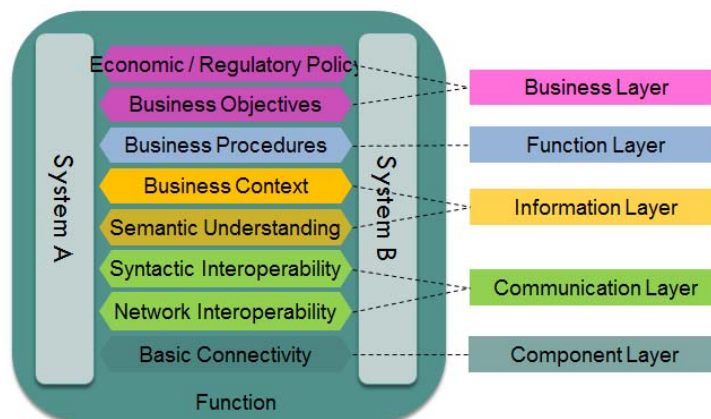 Economic / Regulatory Policy
Business Objectives
Business Procedures
Business Context
Semantic Understanding
Syntactic Interoperability
Network Interoperability
Basic Connectivity
System A
System B
Function
Business Layer
Function Layer
Information Layer
Communication Layer
Component Layer